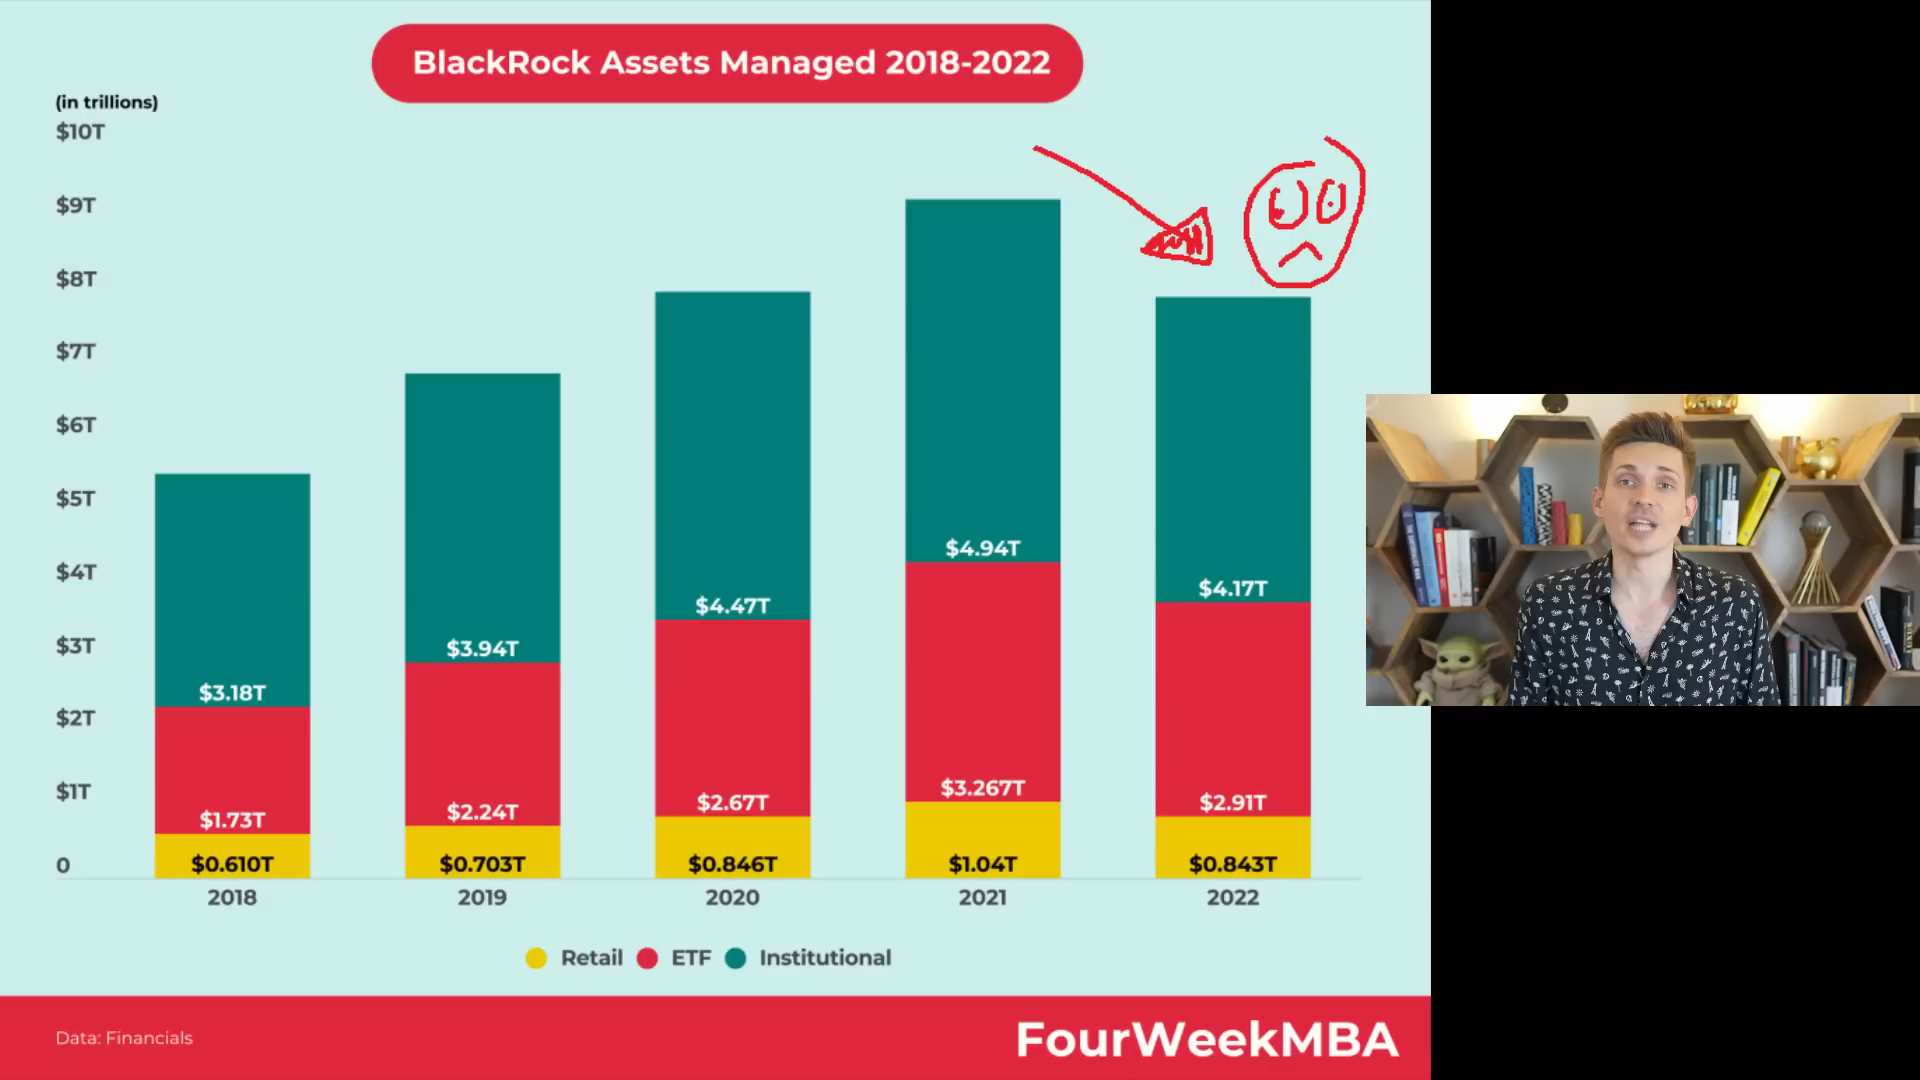 BlackRock Assets Managed 2018-2022
(in trillions)
$10T
$9T
$8T
$7T
$6T
$5T
$4T
$3T
$2T
$1T
0
$3.18T
$1.73T
$0.610T
$3.94T
$2.24T
$0.703T
$4.47T
$2.67T
$0.846T
$4.94T
$3.267T
$1.04T
$4.17T
$2.91T
$0.843T
2018 2019 2020 2021 2022
Retail ETF Institutional
Data: Financials
FourWeekMBA